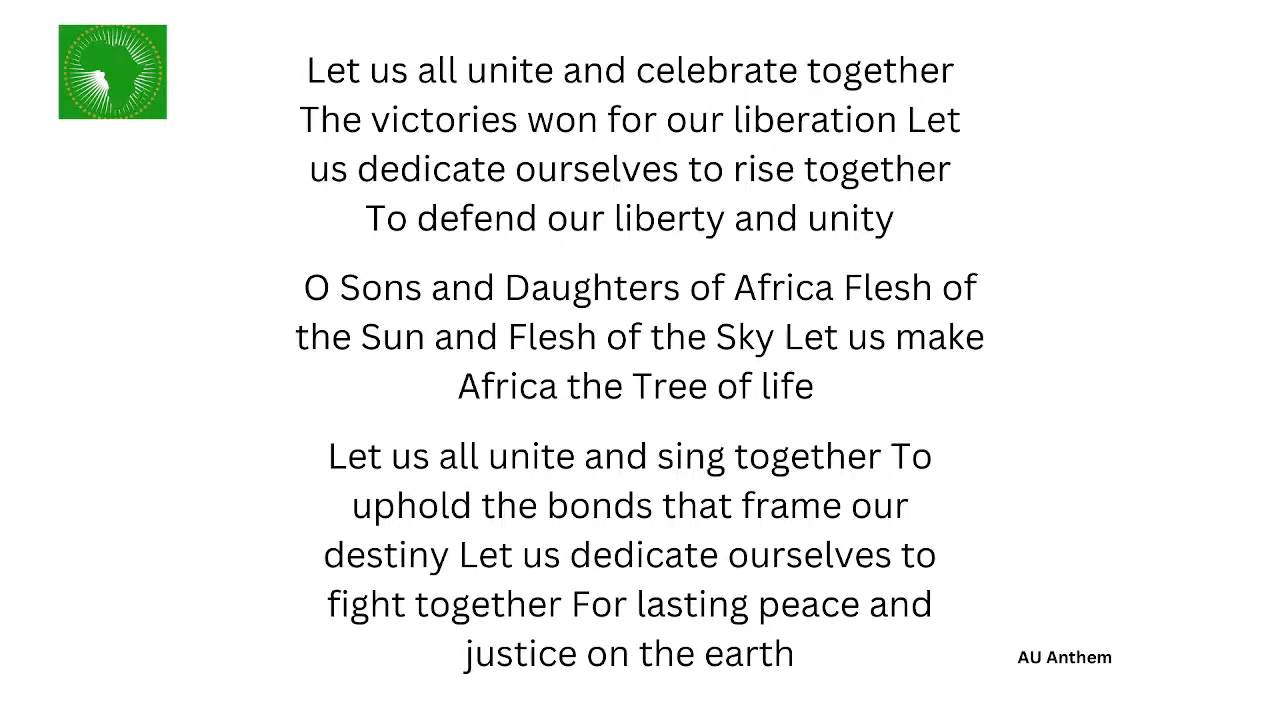 Let us all unite and celebrate together
The victories won for our liberation Let
us dedicate ourselves to rise together
To defend our liberty and unity
O Sons and Daughters of Africa Flesh of
the Sun and Flesh of the Sky Let us make
Africa the Tree of life
Let us all unite and sing together To
uphold the bonds that frame our
destiny Let us dedicate ourselves to
fight together For lasting peace and
justice on the earth
AU Anthem